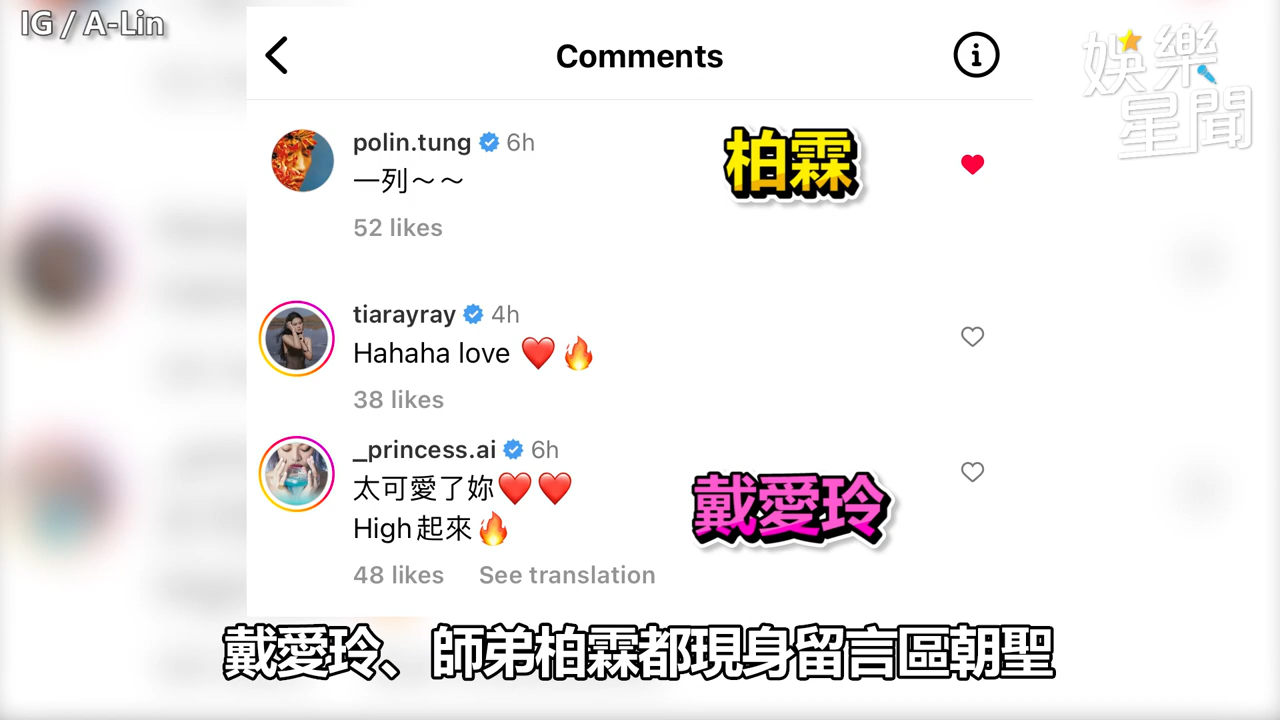 IG / A-Lin
Comments
娛樂
星聞
polin.tung 6h
一列～～
52 likes
柏霖
tiarayray 4h
Hahaha love ❤️🔥
38 likes
_princess.ai 6h
太可愛了妳❤️❤️
High起來🔥
48 likes See translation
戴愛玲
戴愛玲、師弟柏霖都現身留言區朝聖